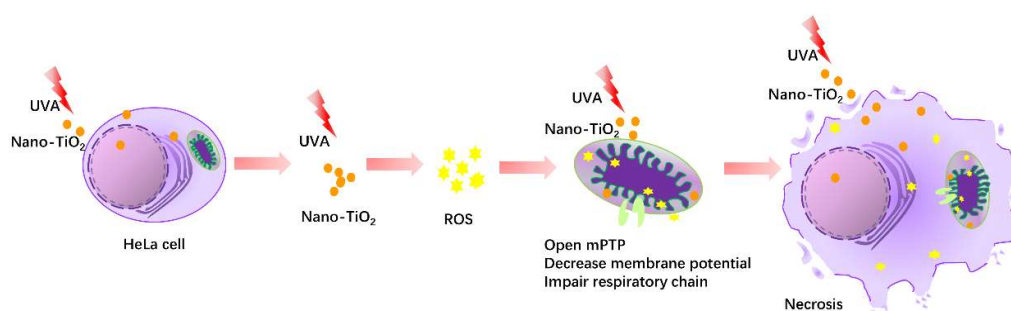 UVA
Nano-TiO₂
HeLa cell
UVA
Nano-TiO₂
ROS
UVA
Nano-TiO₂
Open mPTP
Decrease membrane potential
Impair respiratory chain
UVA
Nano-TiO₂
Necrosis